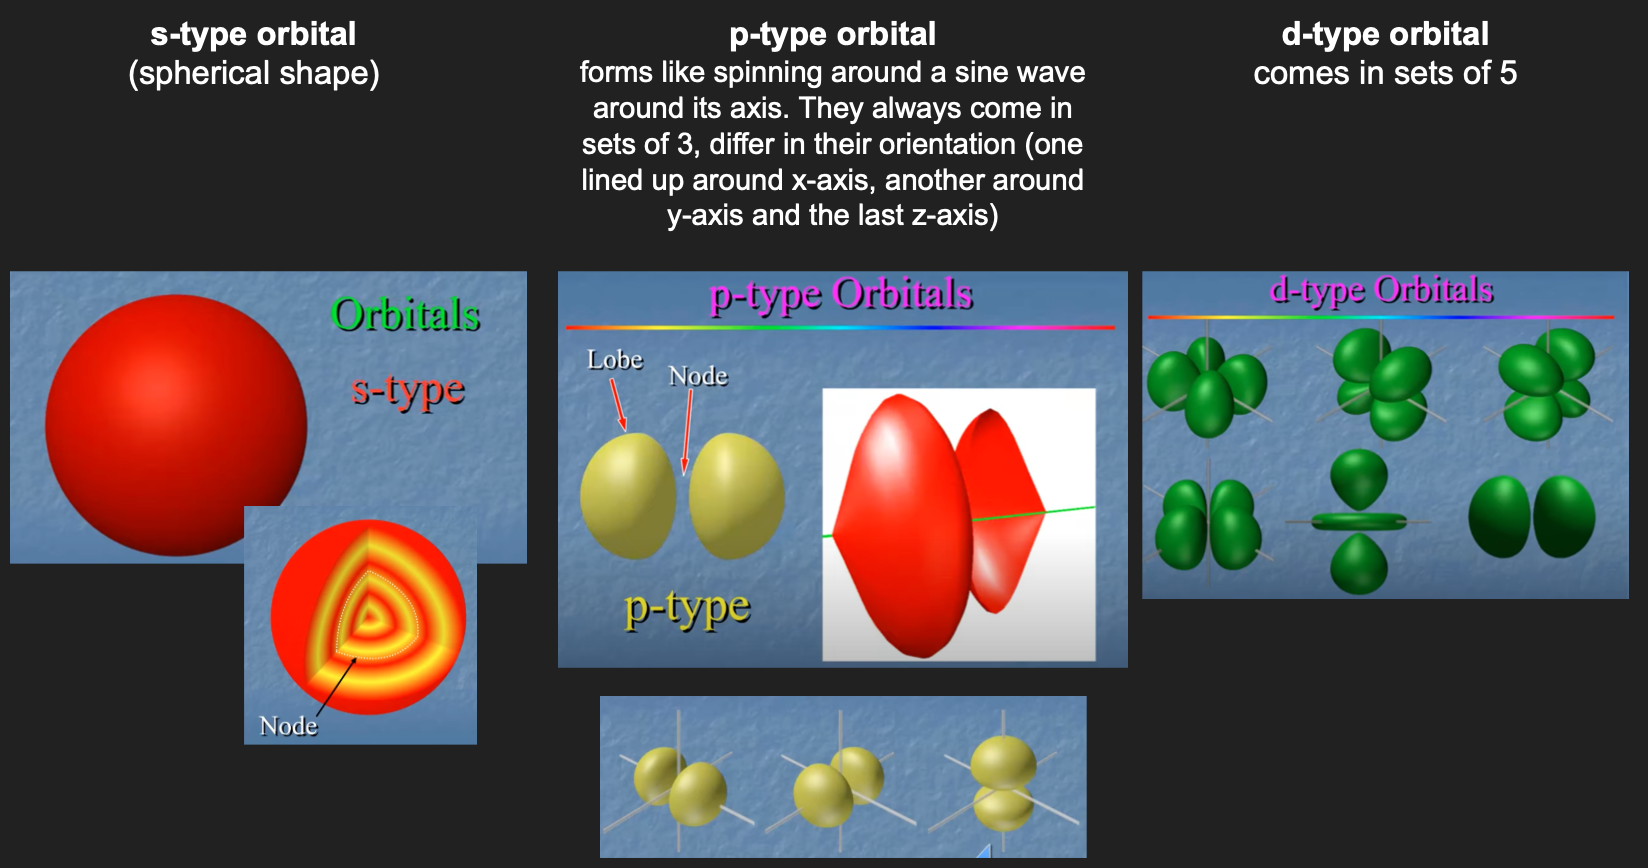 s-type orbital
(spherical shape)
p-type orbital
forms like spinning around a sine wave
around its axis. They always come in
sets of 3, differ in their orientation (one
lined up around x-axis, another around
y-axis and the last z-axis)
d-type orbital
comes in sets of 5
Orbitals
s-type
Node
p-type Orbitals
Lobe
Node
p-type
d-type Orbitals